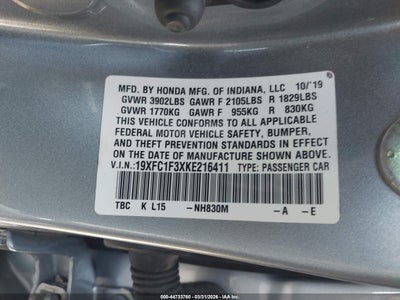 MFD. BY HONDA MFG. OF INDIANA, LLC 10/'19
GVWR 3902LBS GAWR F 2105LBS R 1829LBS
GVWR 1770KG GAWR F 955KG R 830KG
THIS VEHICLE CONFORMS TO ALL APPLICABLE
FEDERAL MOTOR VEHICLE SAFETY, BUMPER,
AND THEFT PREVENTION STANDARDS IN EFFECT
ON THE DATE OF MANUFACTURE SHOWN ABOVE.
V.I.N.:19XFC1F3XKE216411 TYPE: PASSENGER CAR
TBC K L15 -NH830M -A -E
000-44733760 - 03/31/2026 - IAAI.COM